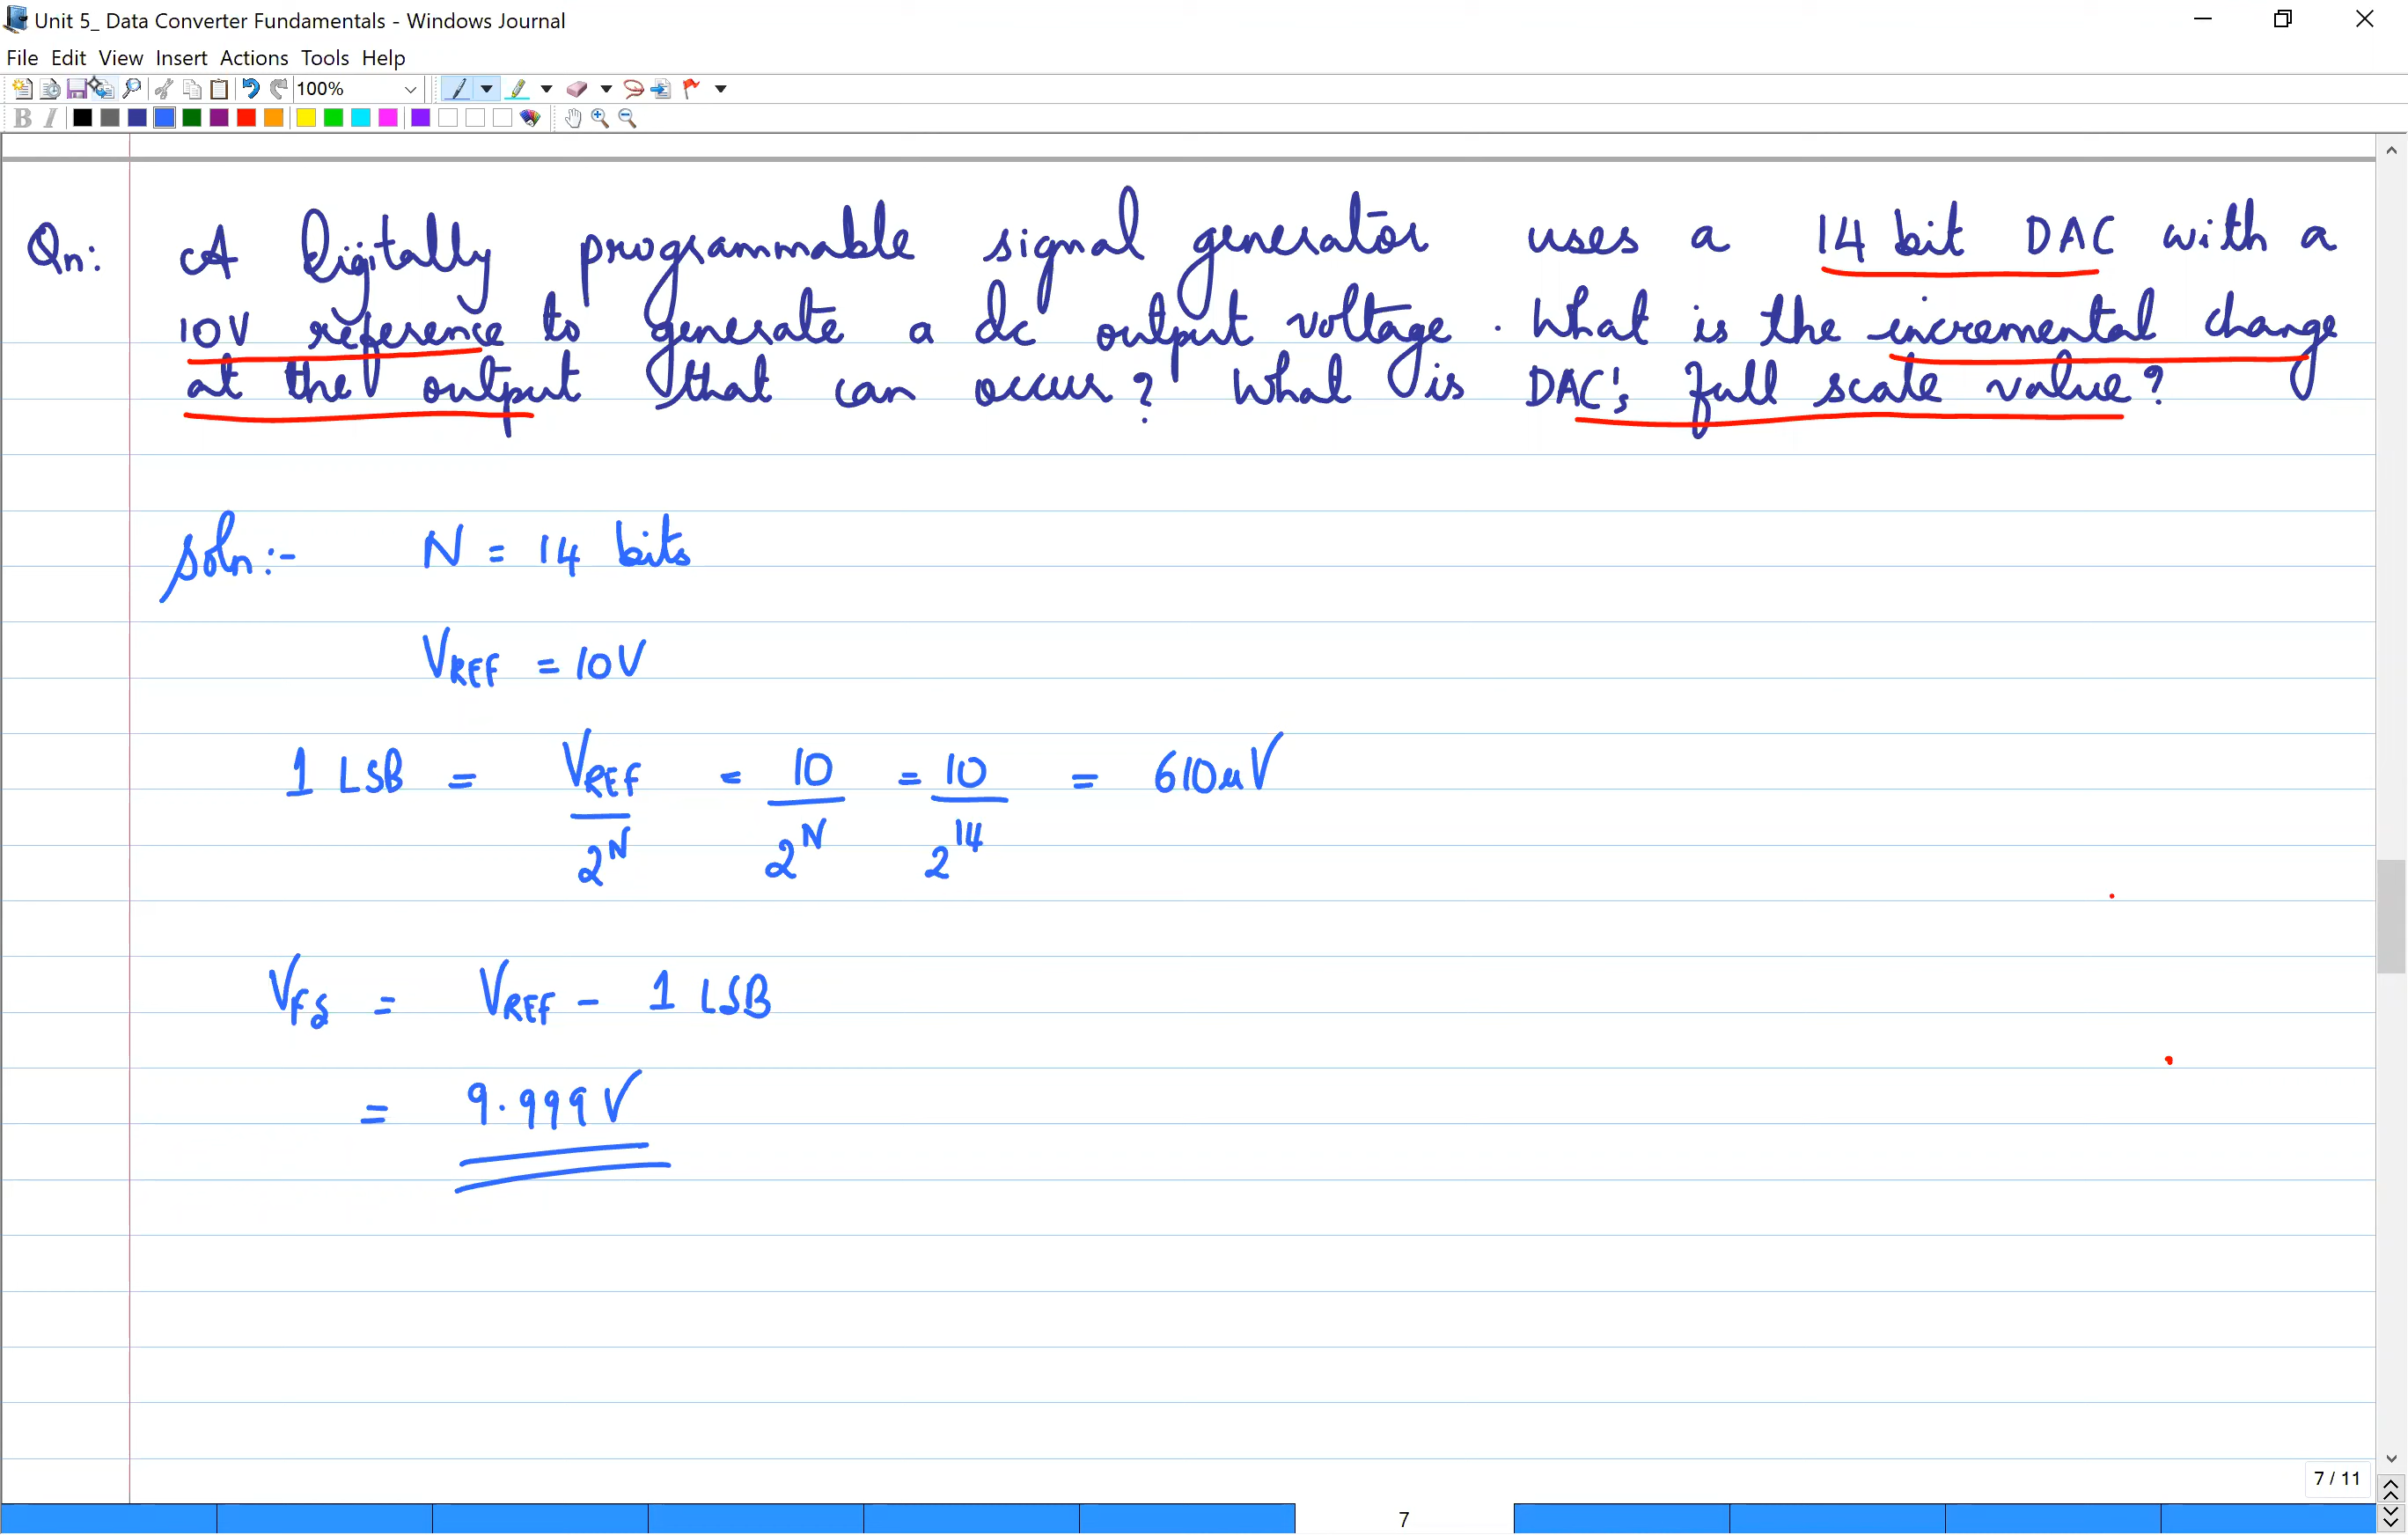 Unit 5_ Data Converter Fundamentals - Windows Journal
File Edit View Insert Actions Tools Help
100%
B I
Qn: A Digitally programmable signal generator uses a 14 bit DAC with a
10V reference to generate a dc output voltage. What is the incremental change
at the output that can occur? What is DAC's full scale value?
Soln:- N = 14 bits
VREF = 10V
1 LSB = VREF/2^N = 10/2^N = 10/2^14 = 610μV
VFS = VREF - 1 LSB
= 9.999V
7 / 11
7